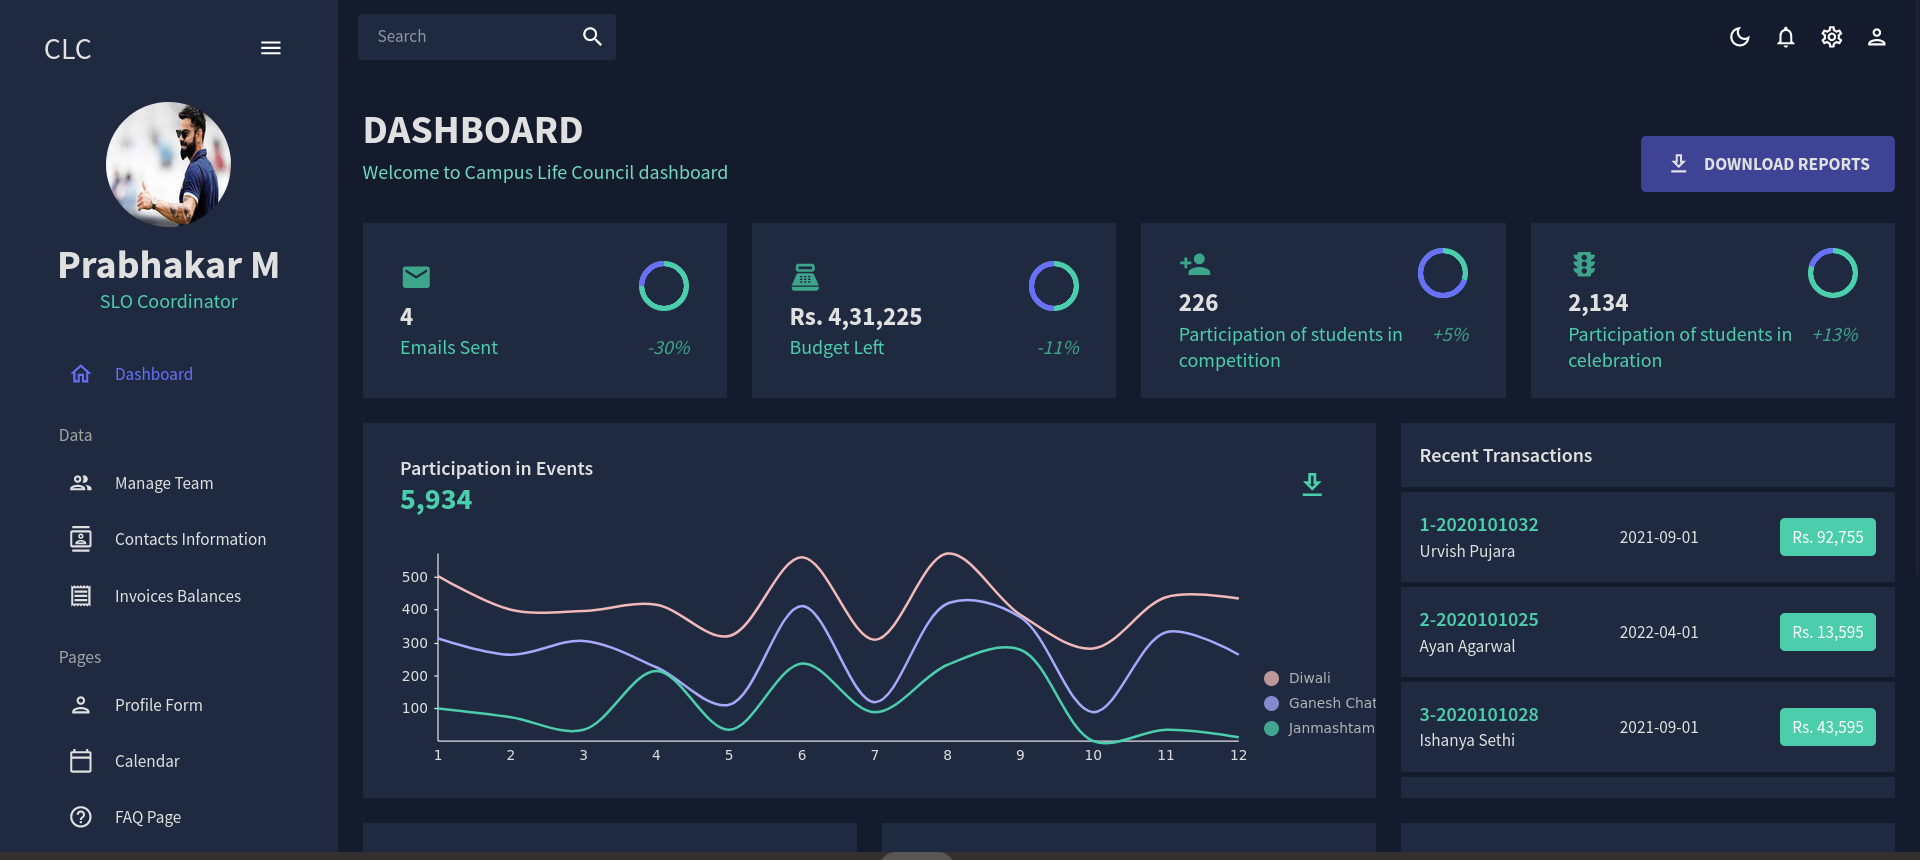 CLC
Search
Prabhakar M
SLO Coordinator
Dashboard
Data
Manage Team
Contacts Information
Invoices Balances
Pages
Profile Form
Calendar
FAQ Page
DASHBOARD
Welcome to Campus Life Council dashboard
DOWNLOAD REPORTS
4
Emails Sent
-30%
Rs. 4,31,225
Budget Left
-11%
226
Participation of students in
competition
+5%
2,134
Participation of students in
celebration
+13%
Participation in Events
5,934
500
400
300
200
100
1 2 3 4 5 6 7 8 9 10 11 12
Diwali
Ganesh Chat
Janmashtam
Recent Transactions
1-2020101032
Urvish Pujara
2021-09-01
Rs. 92,755
2-2020101025
Ayan Agarwal
2022-04-01
Rs. 13,595
3-2020101028
Ishanya Sethi
2021-09-01
Rs. 43,595